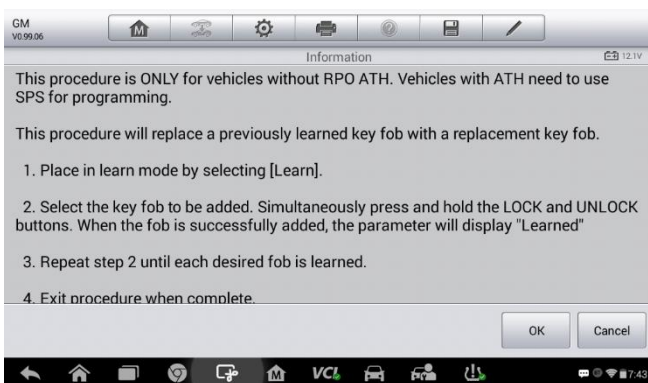 GM
V0.99.06
Information
12.1V
This procedure is ONLY for vehicles without RPO ATH. Vehicles with ATH need to use
SPS for programming.
This procedure will replace a previously learned key fob with a replacement key fob.
1. Place in learn mode by selecting [Learn].
2. Select the key fob to be added. Simultaneously press and hold the LOCK and UNLOCK
buttons. When the fob is successfully added, the parameter will display "Learned"
3. Repeat step 2 until each desired fob is learned.
4. Exit procedure when complete.
OK
Cancel
VCI
7:43